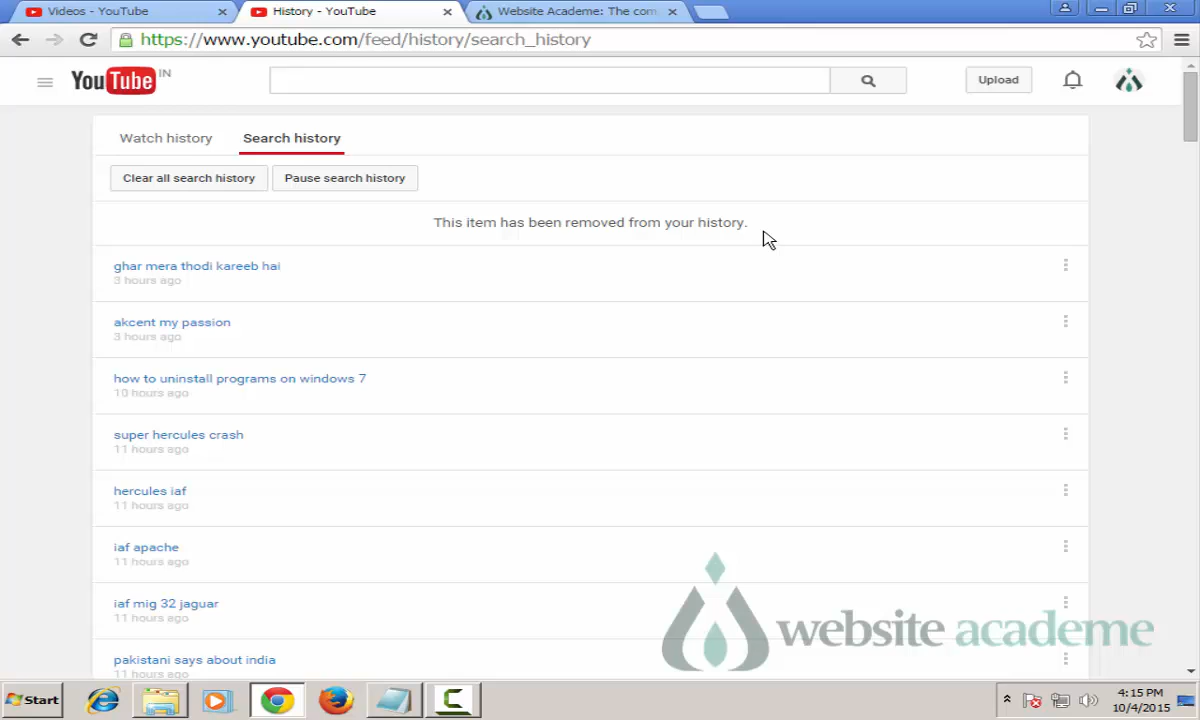 Videos - YouTube
History - YouTube
Website Academe: The com
https://www.youtube.com/feed/history/search_history
YouTube IN
Upload
Watch history
Search history
Clear all search history
Pause search history
This item has been removed from your history.
ghar mera thodi kareeb hai
3 hours ago
akcent my passion
3 hours ago
how to uninstall programs on windows 7
10 hours ago
super hercules crash
11 hours ago
hercules iaf
11 hours ago
iaf apache
11 hours ago
iaf mig 32 jaguar
11 hours ago
pakistani says about india
11 hours ago
website academe
Start
4:15 PM
10/4/2015